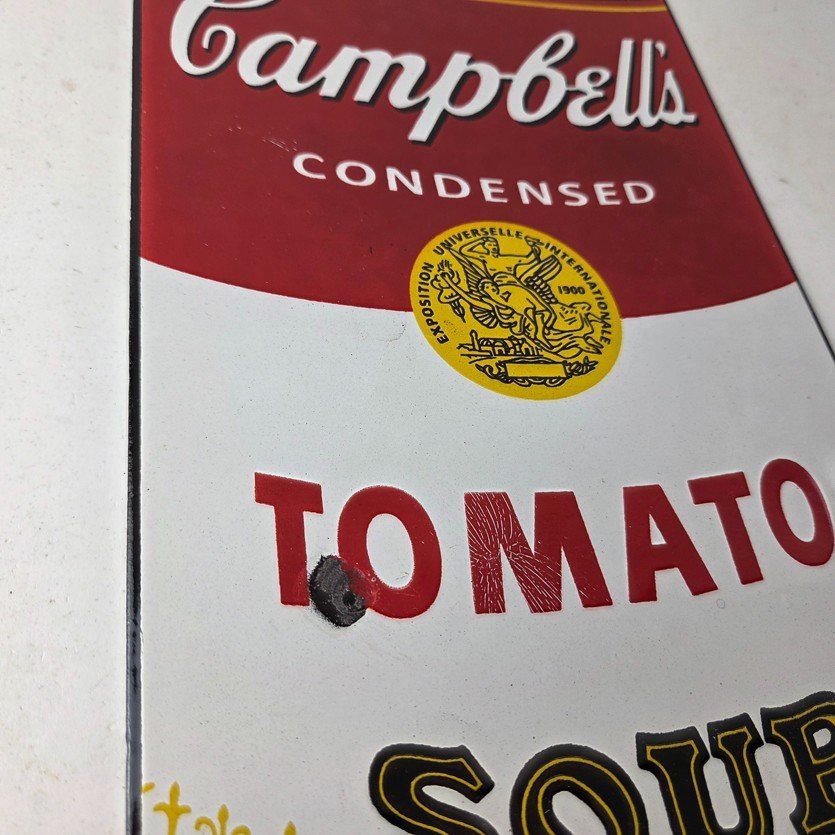 Campbell's
CONDENSED
EXPOSITION UNIVERSELLE INTERNATIONALE
1900
TOMATO
SOUP